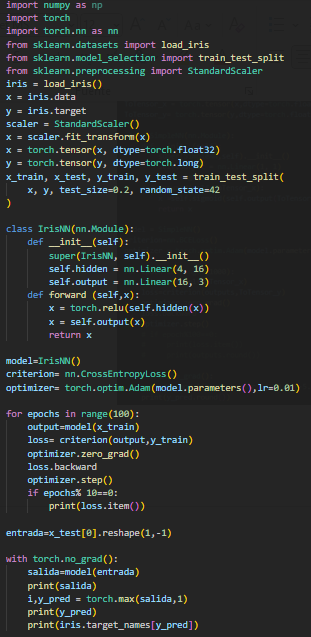 import numpy as np
import torch
import torch.nn as nn
from sklearn.datasets import load_iris
from sklearn.model_selection import train_test_split
from sklearn.preprocessing import StandardScaler
iris = load_iris()
x = iris.data
y = iris.target
scaler = StandardScaler()
x = scaler.fit_transform(x)
x = torch.tensor(x, dtype=torch.float32)
y = torch.tensor(y, dtype=torch.long)
x_train, x_test, y_train, y_test = train_test_split(
    x, y, test_size=0.2, random_state=42
)

class IrisNN(nn.Module):
    def __init__(self):
        super(IrisNN, self).__init__()
        self.hidden = nn.Linear(4, 16)
        self.output = nn.Linear(16, 3)
    def forward (self,x):
        x = torch.relu(self.hidden(x))
        x = self.output(x)
        return x

model=IrisNN()
criterion= nn.CrossEntropyLoss()
optimizer= torch.optim.Adam(model.parameters(),lr=0.01)

for epochs in range(100):
    output=model(x_train)
    loss= criterion(output,y_train)
    optimizer.zero_grad()
    loss.backward
    optimizer.step()
    if epochs% 10==0:
        print(loss.item())

entrada=x_test[0].reshape(1,-1)

with torch.no_grad():
    salida=model(entrada)
    print(salida)
    i,y_pred = torch.max(salida,1)
    print(y_pred)
    print(iris.target_names[y_pred])